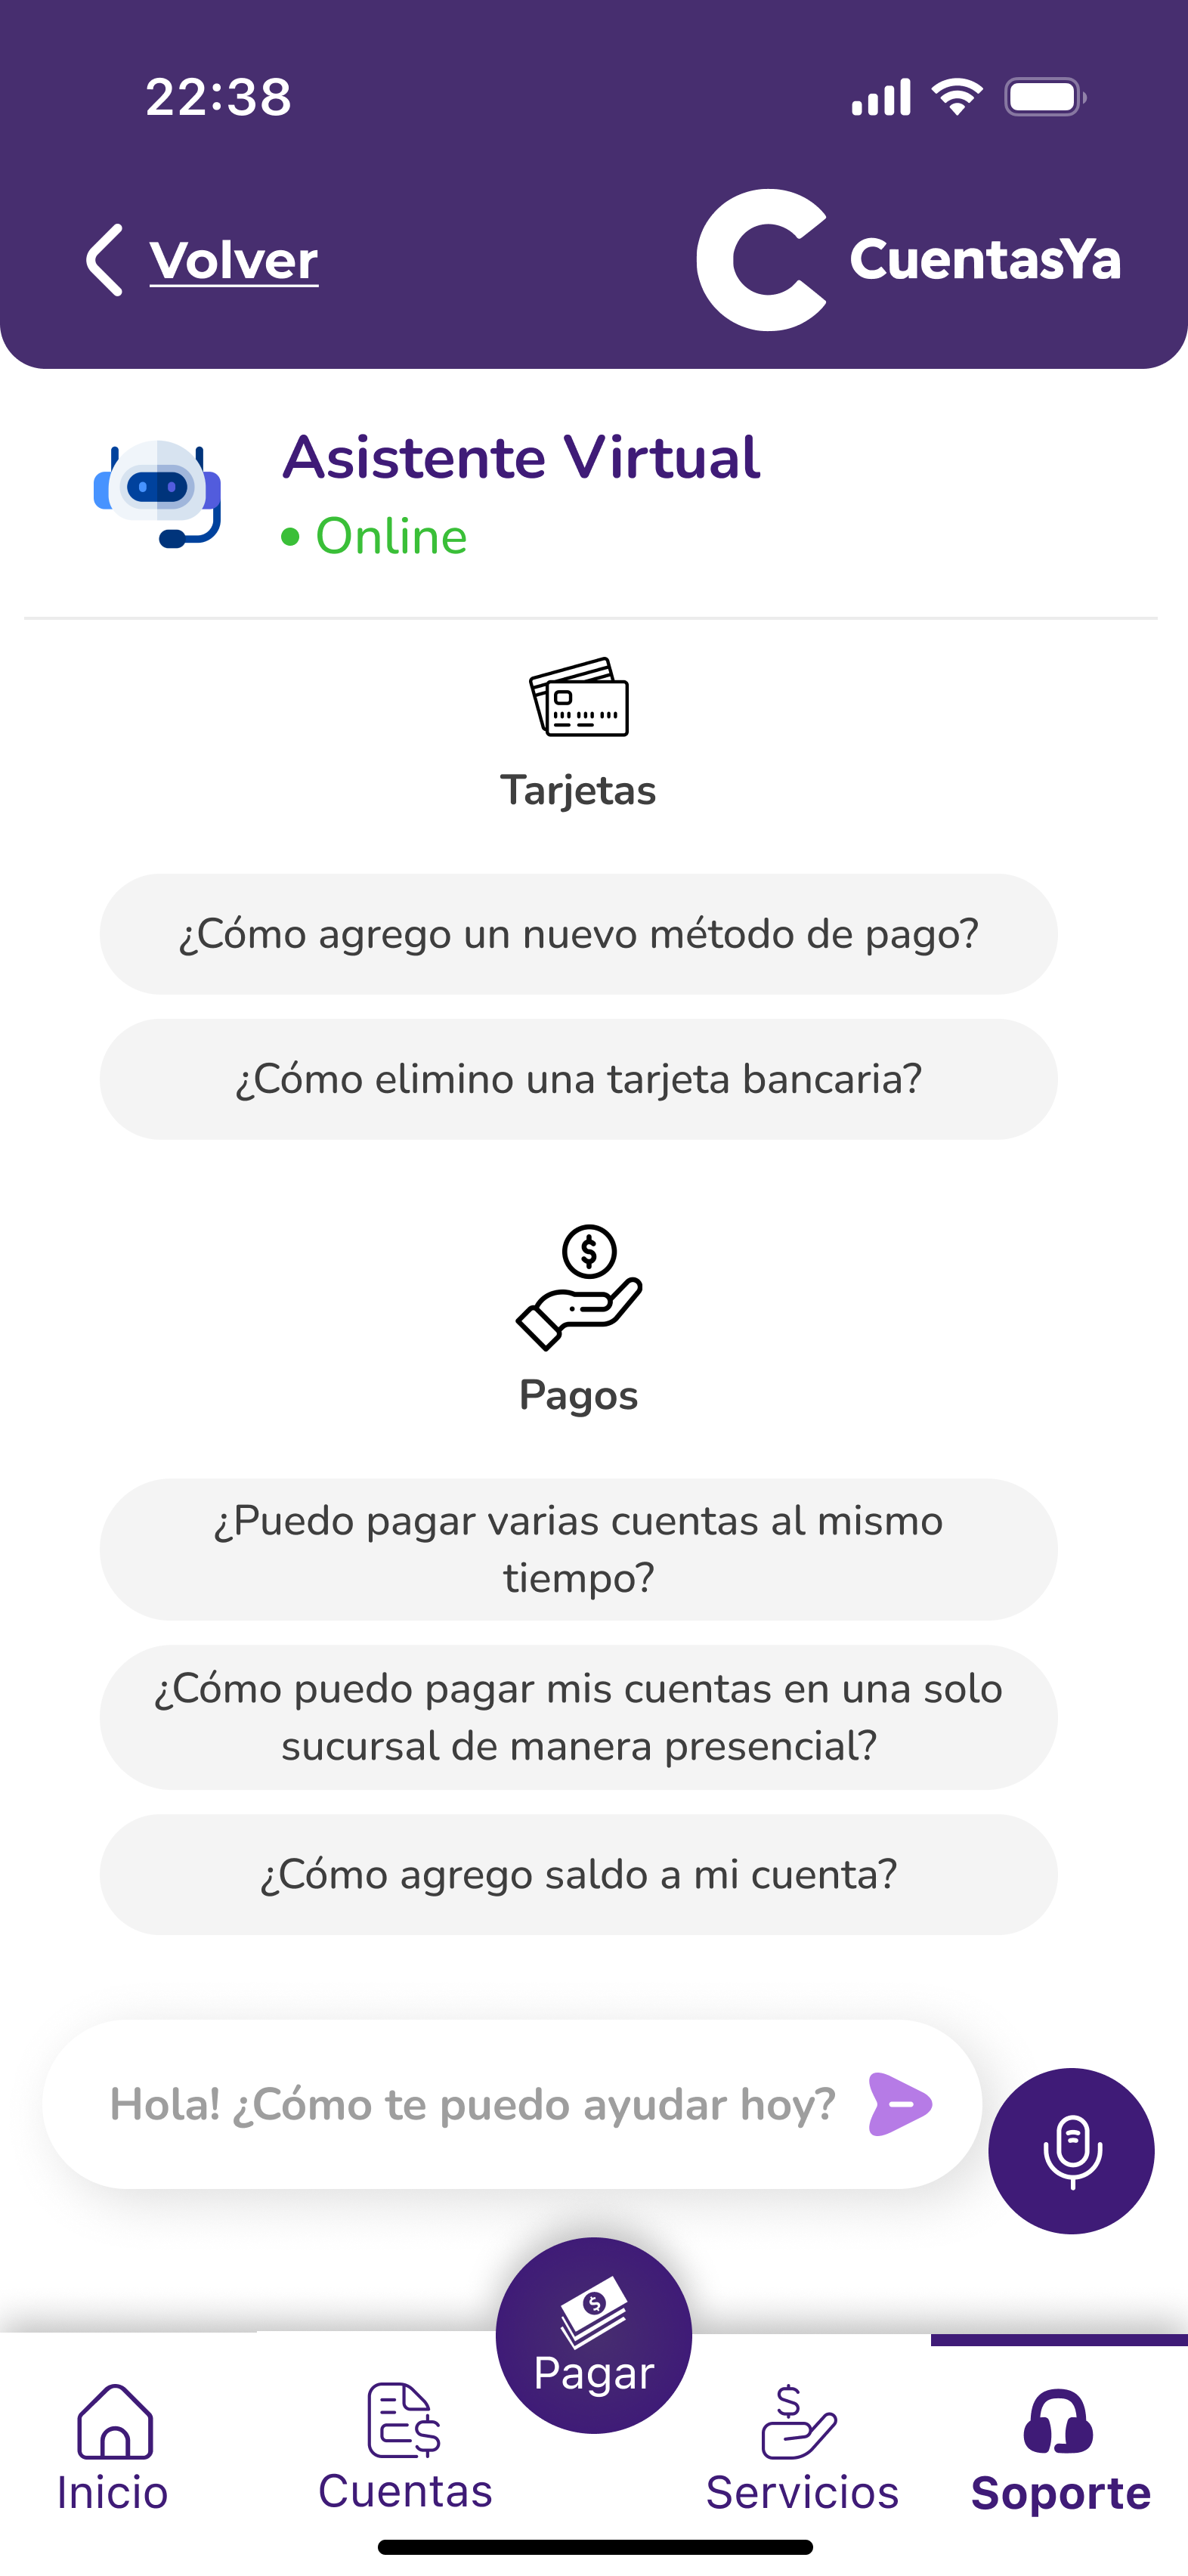 22:38
Volver
CuentasYa
Asistente Virtual
• Online
Tarjetas
¿Cómo agrego un nuevo método de pago?
¿Cómo elimino una tarjeta bancaria?
Pagos
¿Puedo pagar varias cuentas al mismo
tiempo?
¿Cómo puedo pagar mis cuentas en una solo
sucursal de manera presencial?
¿Cómo agrego saldo a mi cuenta?
Hola! ¿Cómo te puedo ayudar hoy?
Pagar
Inicio
Cuentas
Servicios
Soporte